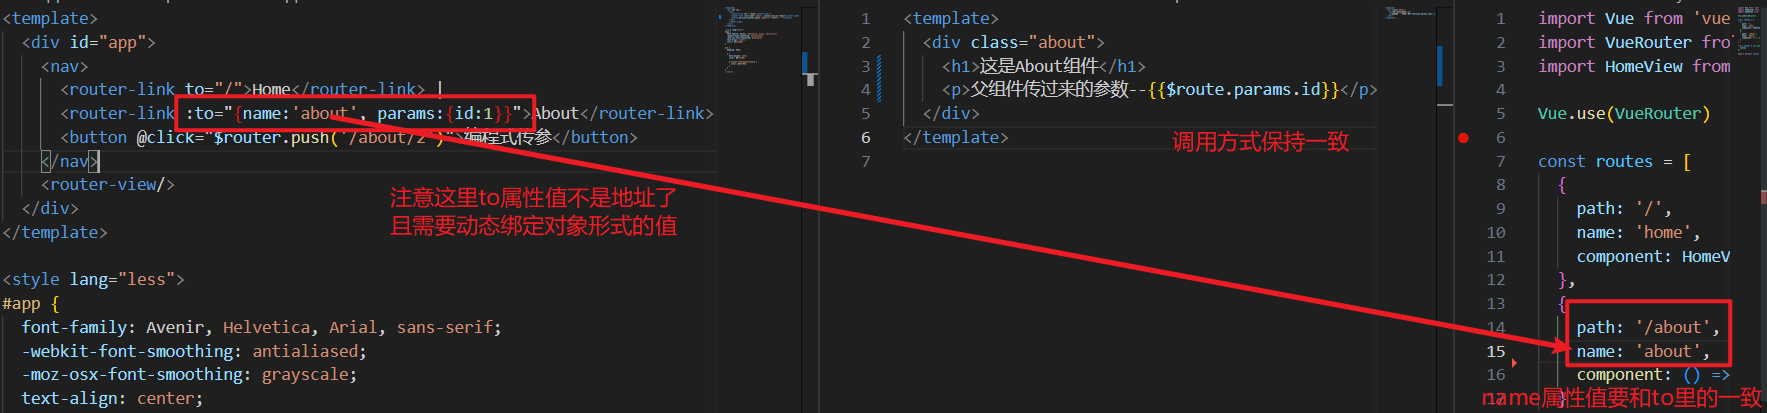 <template>
<div id="app">
<nav>
<router-link to="/">Home</router-link> |
<router-link :to="{name:'about', params:{id:1}}">About</router-link>
<button @click="$router.push('/about/2')">编程式传参</button>
</nav>
<router-view/>
</div>
</template>
注意这里to属性值不是地址了
且需要动态绑定对象形式的值
<style lang="less">
#app {
font-family: Avenir, Helvetica, Arial, sans-serif;
-webkit-font-smoothing: antialiased;
-moz-osx-font-smoothing: grayscale;
text-align: center;
1 <template>
2 <div class="about">
3 <h1>这是About组件</h1>
4 <p>父组件传过来的参数--{{$route.params.id}}</p>
5 </div>
6 </template>
7
调用方式保持一致
1 import Vue from 'vue
2 import VueRouter fro
3 import HomeView from
4
5 Vue.use(VueRouter)
6
7 const routes = [
8 {
9 path: '/',
10 name: 'home',
11 component: HomeV
12 },
13 {
14 path: '/about',
15 name: 'about',
16 component: () =>
name属性值要和to里的一致